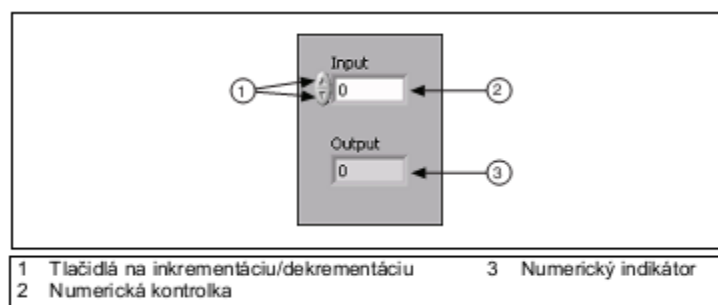 Input
1
0
2
Output
0
3
1 Tlačidlá na inkrementáciu/dekrementáciu 3 Numerický indikátor
2 Numerická kontrolka